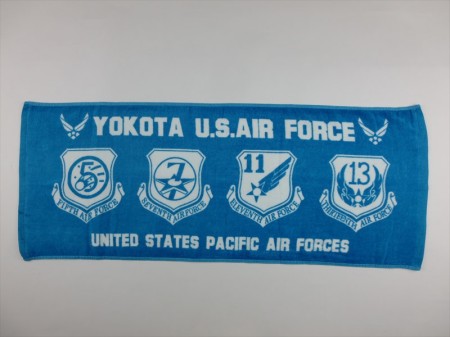 YOKOTA U.S.AIR FORCE
5
7
11
13
FIFTH AIR FORCE
SEVENTH AIR FORCE
ELEVENTH AIR FORCE
THIRTEENTH AIR FORCE
UNITED STATES PACIFIC AIR FORCES